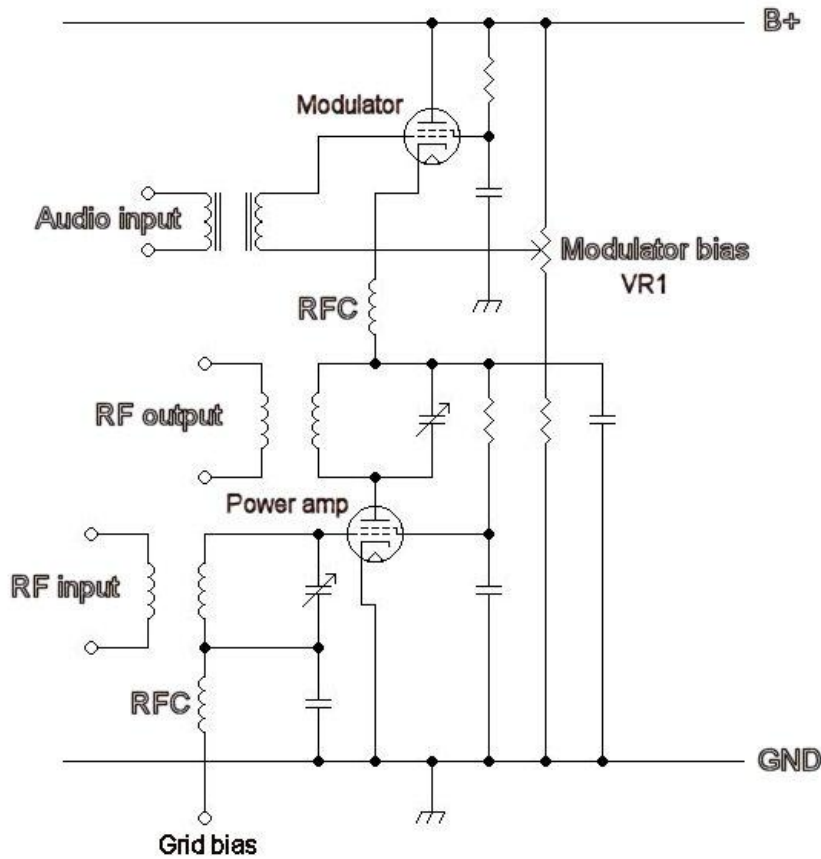 B+
Modulator
Audio input
Modulator bias
VR1
RFC
RF output
Power amp
RF input
RFC
GND
Grid bias